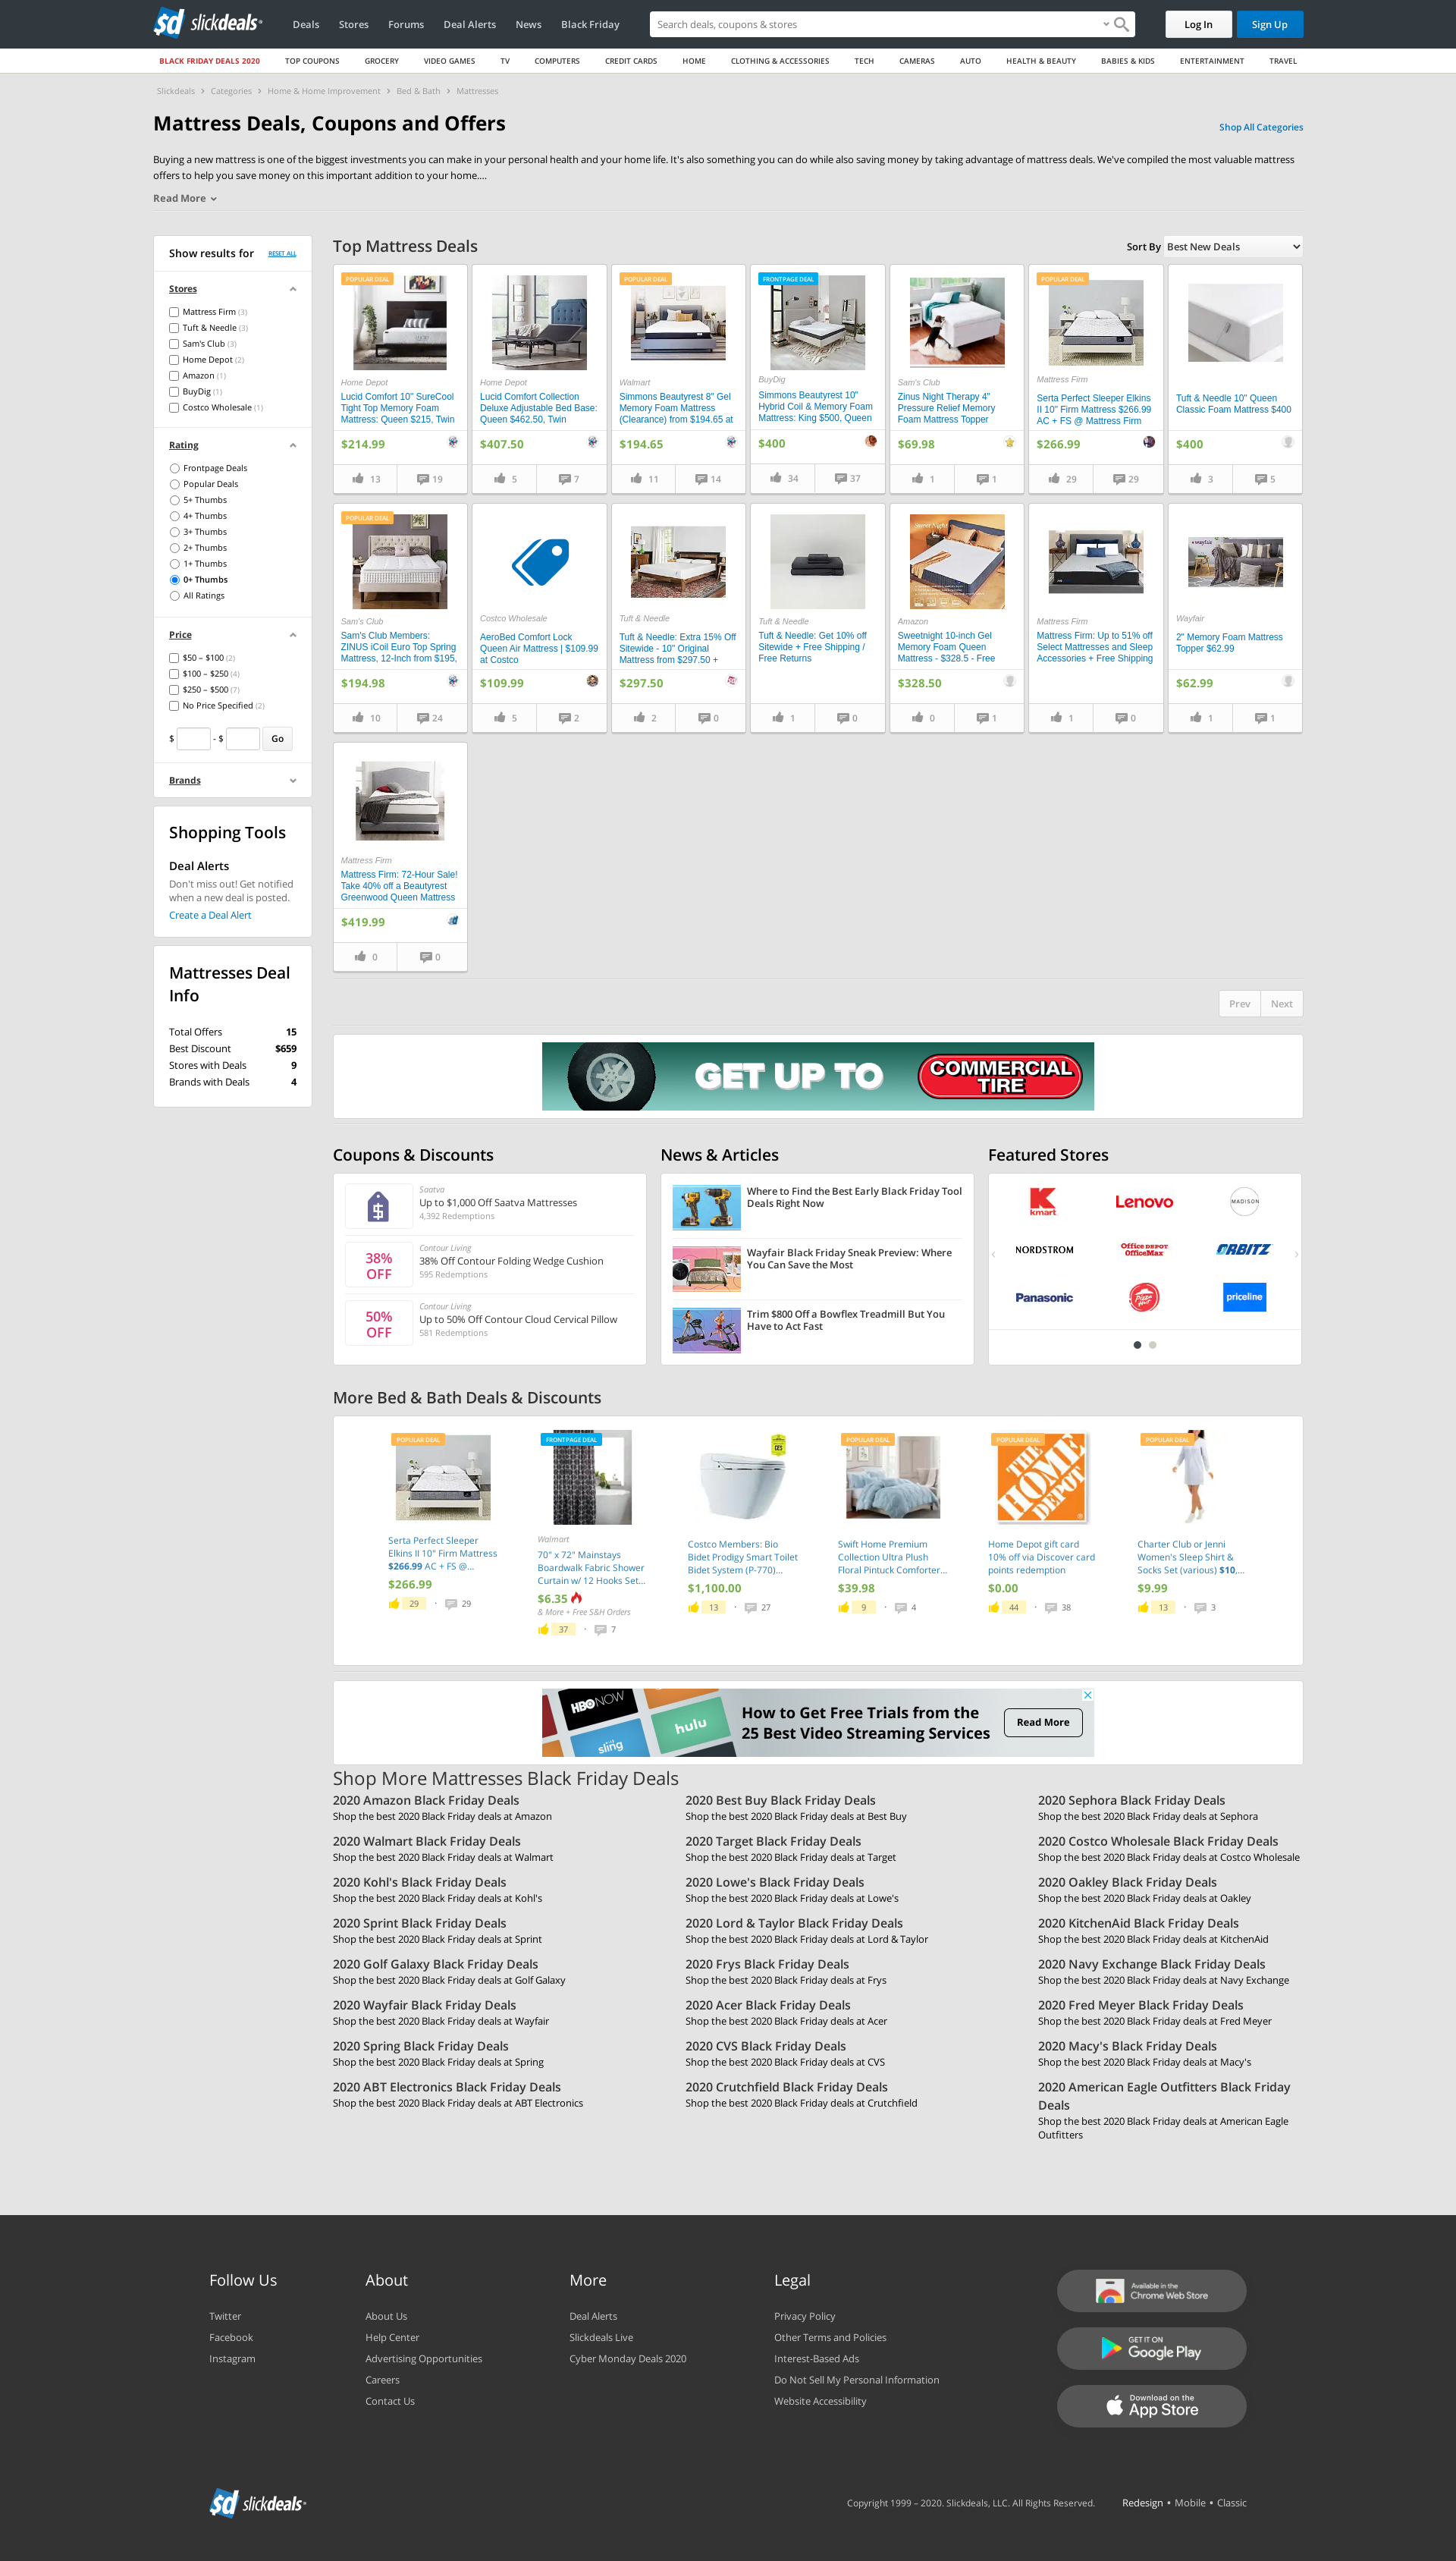 sd slickdeals
Deals Stores Forums Deal Alerts News Black Friday
Search deals, coupons & stores
Log In Sign Up
BLACK FRIDAY DEALS 2020 TOP COUPONS GROCERY VIDEO GAMES TV COMPUTERS CREDIT CARDS HOME CLOTHING & ACCESSORIES TECH CAMERAS AUTO HEALTH & BEAUTY BABIES & KIDS ENTERTAINMENT TRAVEL
Slickdeals > Categories > Home & Home Improvement > Bed & Bath > Mattresses
Mattress Deals, Coupons and Offers
Shop All Categories
Buying a new mattress is one of the biggest investments you can make in your personal health and your home life. It's also something you can do while also saving money by taking advantage of mattress deals. We've compiled the most valuable mattress
offers to help you save money on this important addition to your home....
Read More
Show results for RESET ALL
Stores
Mattress Firm (3)
Tuft & Needle (3)
Sam's Club (3)
Home Depot (2)
Amazon (1)
BuyDig (1)
Costco Wholesale (1)
Rating
Frontpage Deals
Popular Deals
5+ Thumbs
4+ Thumbs
3+ Thumbs
2+ Thumbs
1+ Thumbs
0+ Thumbs
All Ratings
Price
$50 – $100 (2)
$100 – $250 (4)
$250 – $500 (7)
No Price Specified (2)
$ - $ Go
Brands
Shopping Tools
Deal Alerts
Don't miss out! Get notified
when a new deal is posted.
Create a Deal Alert
Mattresses Deal
Info
Total Offers 15
Best Discount $659
Stores with Deals 9
Brands with Deals 4
Top Mattress Deals
Sort By Best New Deals
POPULAR DEAL
Home Depot
Lucid Comfort 10" SureCool
Tight Top Memory Foam
Mattress: Queen $215, Twin
$214.99
13 19
Home Depot
Lucid Comfort Collection
Deluxe Adjustable Bed Base:
Queen $462.50, Twin
$407.50
5 7
POPULAR DEAL
Walmart
Simmons Beautyrest 8" Gel
Memory Foam Mattress
(Clearance) from $194.65 at
$194.65
11 14
FRONTPAGE DEAL
BuyDig
Simmons Beautyrest 10"
Hybrid Coil & Memory Foam
Mattress: King $500, Queen
$400
34 37
Sam's Club
Zinus Night Therapy 4"
Pressure Relief Memory
Foam Mattress Topper
$69.98
1 1
POPULAR DEAL
Mattress Firm
Serta Perfect Sleeper Elkins
II 10" Firm Mattress $266.99
AC + FS @ Mattress Firm
$266.99
29 29
Tuft & Needle 10" Queen
Classic Foam Mattress $400
$400
3 5
POPULAR DEAL
Sam's Club
Sam's Club Members:
ZINUS iCoil Euro Top Spring
Mattress, 12-Inch from $195,
$194.98
10 24
Costco Wholesale
AeroBed Comfort Lock
Queen Air Mattress | $109.99
at Costco
$109.99
5 2
Tuft & Needle
Tuft & Needle: Extra 15% Off
Sitewide - 10" Original
Mattress from $297.50 +
$297.50
2 0
Tuft & Needle
Tuft & Needle: Get 10% off
Sitewide + Free Shipping /
Free Returns
1 0
Sweet Night
Amazon
Sweetnight 10-inch Gel
Memory Foam Queen
Mattress - $328.5 - Free
$328.50
0 1
Mattress Firm
Mattress Firm: Up to 51% off
Select Mattresses and Sleep
Accessories + Free Shipping
1 0
wayfair
Wayfair
2" Memory Foam Mattress
Topper $62.99
$62.99
1 1
Mattress Firm
Mattress Firm: 72-Hour Sale!
Take 40% off a Beautyrest
Greenwood Queen Mattress
$419.99
0 0
Prev Next
GET UP TO COMMERCIAL TIRE
Coupons & Discounts
Saatva
Up to $1,000 Off Saatva Mattresses
4,392 Redemptions
38% OFF
Contour Living
38% Off Contour Folding Wedge Cushion
595 Redemptions
50% OFF
Contour Living
Up to 50% Off Contour Cloud Cervical Pillow
581 Redemptions
News & Articles
Where to Find the Best Early Black Friday Tool
Deals Right Now
Wayfair Black Friday Sneak Preview: Where
You Can Save the Most
Trim $800 Off a Bowflex Treadmill But You
Have to Act Fast
Featured Stores
kmart Lenovo MADISON
NORDSTROM Office DEPOT OfficeMax ORBITZ
Panasonic Pizza Hut priceline
More Bed & Bath Deals & Discounts
POPULAR DEAL
Serta Perfect Sleeper
Elkins II 10" Firm Mattress
$266.99 AC + FS @...
$266.99
29 · 29
FRONTPAGE DEAL
Walmart
70" x 72" Mainstays
Boardwalk Fabric Shower
Curtain w/ 12 Hooks Set...
$6.35
& More + Free S&H Orders
37 · 7
Costco Members: Bio
Bidet Prodigy Smart Toilet
Bidet System (P-770)...
$1,100.00
13 · 27
POPULAR DEAL
Swift Home Premium
Collection Ultra Plush
Floral Pintuck Comforter...
$39.98
9 · 4
POPULAR DEAL
THE HOME DEPOT
Home Depot gift card
10% off via Discover card
points redemption
$0.00
44 · 38
POPULAR DEAL
Charter Club or Jenni
Women's Sleep Shirt &
Socks Set (various) $10,...
$9.99
13 · 3
HBO NOW hulu sling
How to Get Free Trials from the
25 Best Video Streaming Services
Read More
Shop More Mattresses Black Friday Deals
2020 Amazon Black Friday Deals
Shop the best 2020 Black Friday deals at Amazon
2020 Best Buy Black Friday Deals
Shop the best 2020 Black Friday deals at Best Buy
2020 Sephora Black Friday Deals
Shop the best 2020 Black Friday deals at Sephora
2020 Walmart Black Friday Deals
Shop the best 2020 Black Friday deals at Walmart
2020 Target Black Friday Deals
Shop the best 2020 Black Friday deals at Target
2020 Costco Wholesale Black Friday Deals
Shop the best 2020 Black Friday deals at Costco Wholesale
2020 Kohl's Black Friday Deals
Shop the best 2020 Black Friday deals at Kohl's
2020 Lowe's Black Friday Deals
Shop the best 2020 Black Friday deals at Lowe's
2020 Oakley Black Friday Deals
Shop the best 2020 Black Friday deals at Oakley
2020 Sprint Black Friday Deals
Shop the best 2020 Black Friday deals at Sprint
2020 Lord & Taylor Black Friday Deals
Shop the best 2020 Black Friday deals at Lord & Taylor
2020 KitchenAid Black Friday Deals
Shop the best 2020 Black Friday deals at KitchenAid
2020 Golf Galaxy Black Friday Deals
Shop the best 2020 Black Friday deals at Golf Galaxy
2020 Frys Black Friday Deals
Shop the best 2020 Black Friday deals at Frys
2020 Navy Exchange Black Friday Deals
Shop the best 2020 Black Friday deals at Navy Exchange
2020 Wayfair Black Friday Deals
Shop the best 2020 Black Friday deals at Wayfair
2020 Acer Black Friday Deals
Shop the best 2020 Black Friday deals at Acer
2020 Fred Meyer Black Friday Deals
Shop the best 2020 Black Friday deals at Fred Meyer
2020 Spring Black Friday Deals
Shop the best 2020 Black Friday deals at Spring
2020 CVS Black Friday Deals
Shop the best 2020 Black Friday deals at CVS
2020 Macy's Black Friday Deals
Shop the best 2020 Black Friday deals at Macy's
2020 ABT Electronics Black Friday Deals
Shop the best 2020 Black Friday deals at ABT Electronics
2020 Crutchfield Black Friday Deals
Shop the best 2020 Black Friday deals at Crutchfield
2020 American Eagle Outfitters Black Friday
Deals
Shop the best 2020 Black Friday deals at American Eagle
Outfitters
Follow Us
Twitter
Facebook
Instagram
About
About Us
Help Center
Advertising Opportunities
Careers
Contact Us
More
Deal Alerts
Slickdeals Live
Cyber Monday Deals 2020
Legal
Privacy Policy
Other Terms and Policies
Interest-Based Ads
Do Not Sell My Personal Information
Website Accessibility
Available in the
Chrome Web Store
GET IT ON
Google Play
Download on the
App Store
sd slickdeals
Copyright 1999 – 2020. Slickdeals, LLC. All Rights Reserved. Redesign • Mobile • Classic